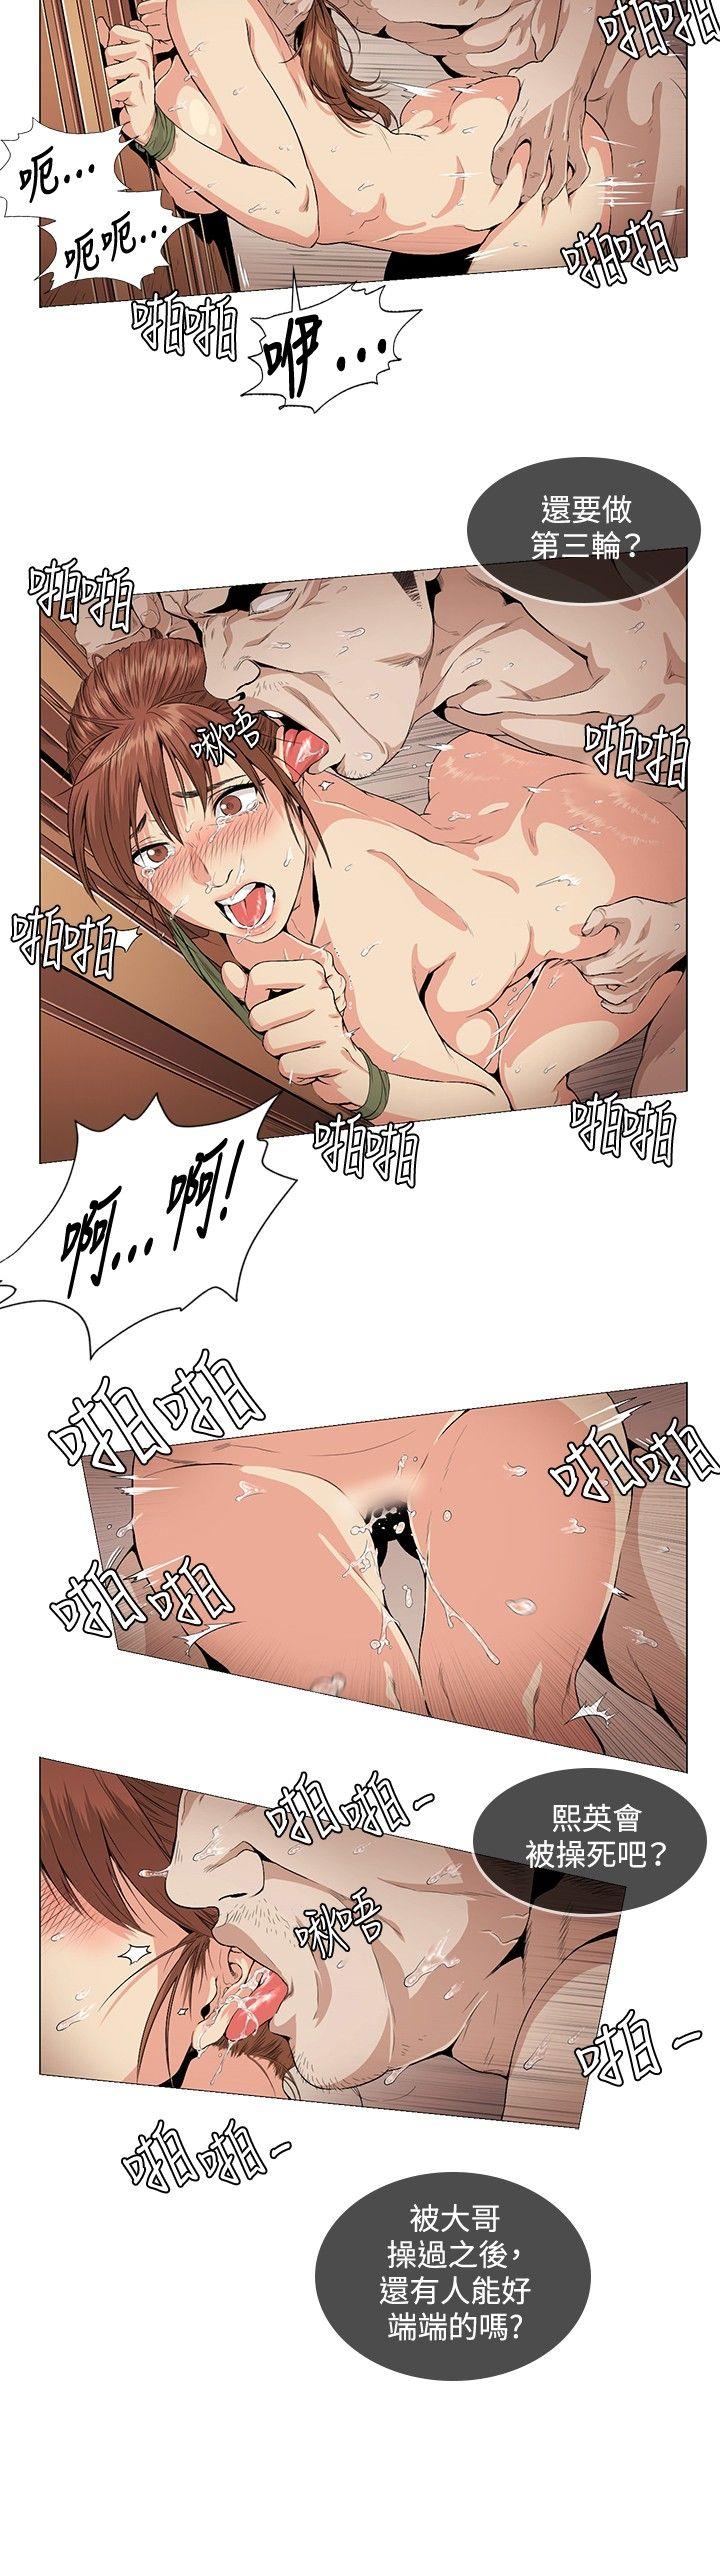 啪啪
呃...
呃呃...
啪啪
啪啪
咿...
還要做
第三輪?
啪啪
啾唔
啪啪
啪啪
啪啪
啪啪
啊...啊!
啪啪
啪啪
啪啪
啪啪-
熙英會
被操死吧?
啾唔
啪-
啪啪-
被大哥
操過之後,
還有人能好
端端的嗎?